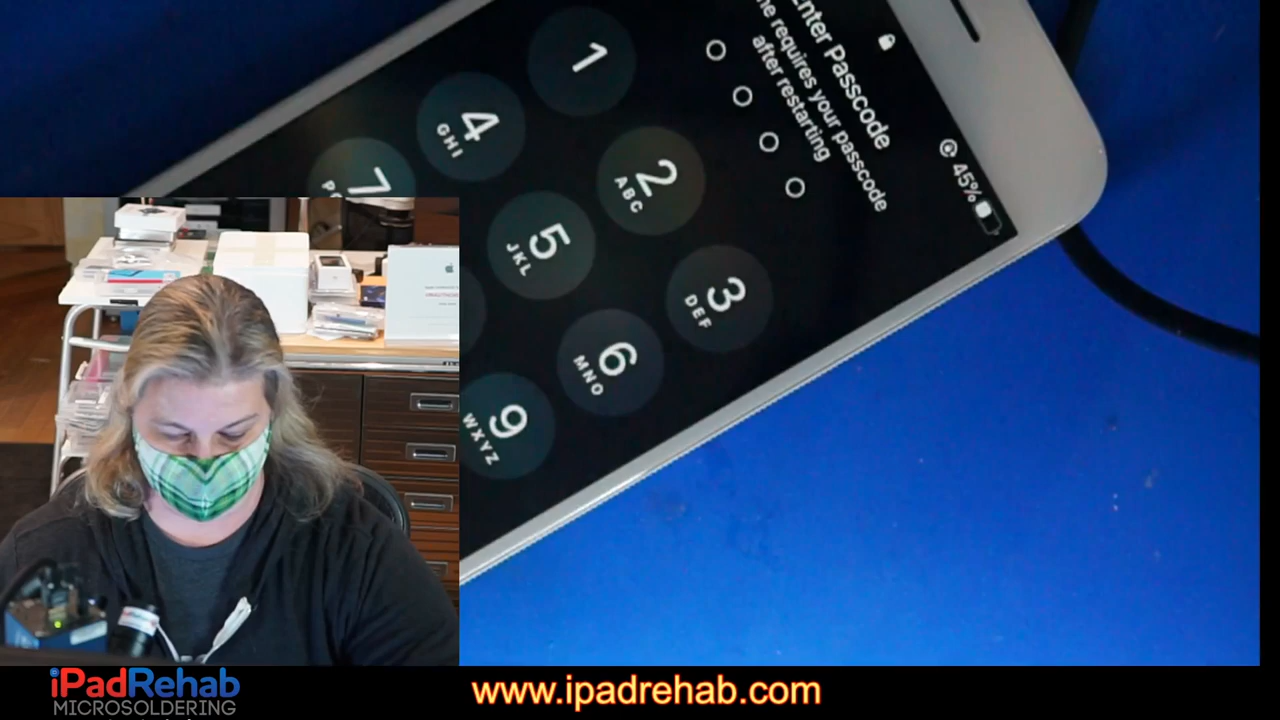 45%
Enter Passcode
requires your passcode
after restarting
1
2
ABC
3
DEF
4
GHI
5
JKL
6
MNO
7
9
WXYZ
iPadRehab
MICROSOLDERING
www.ipadrehab.com